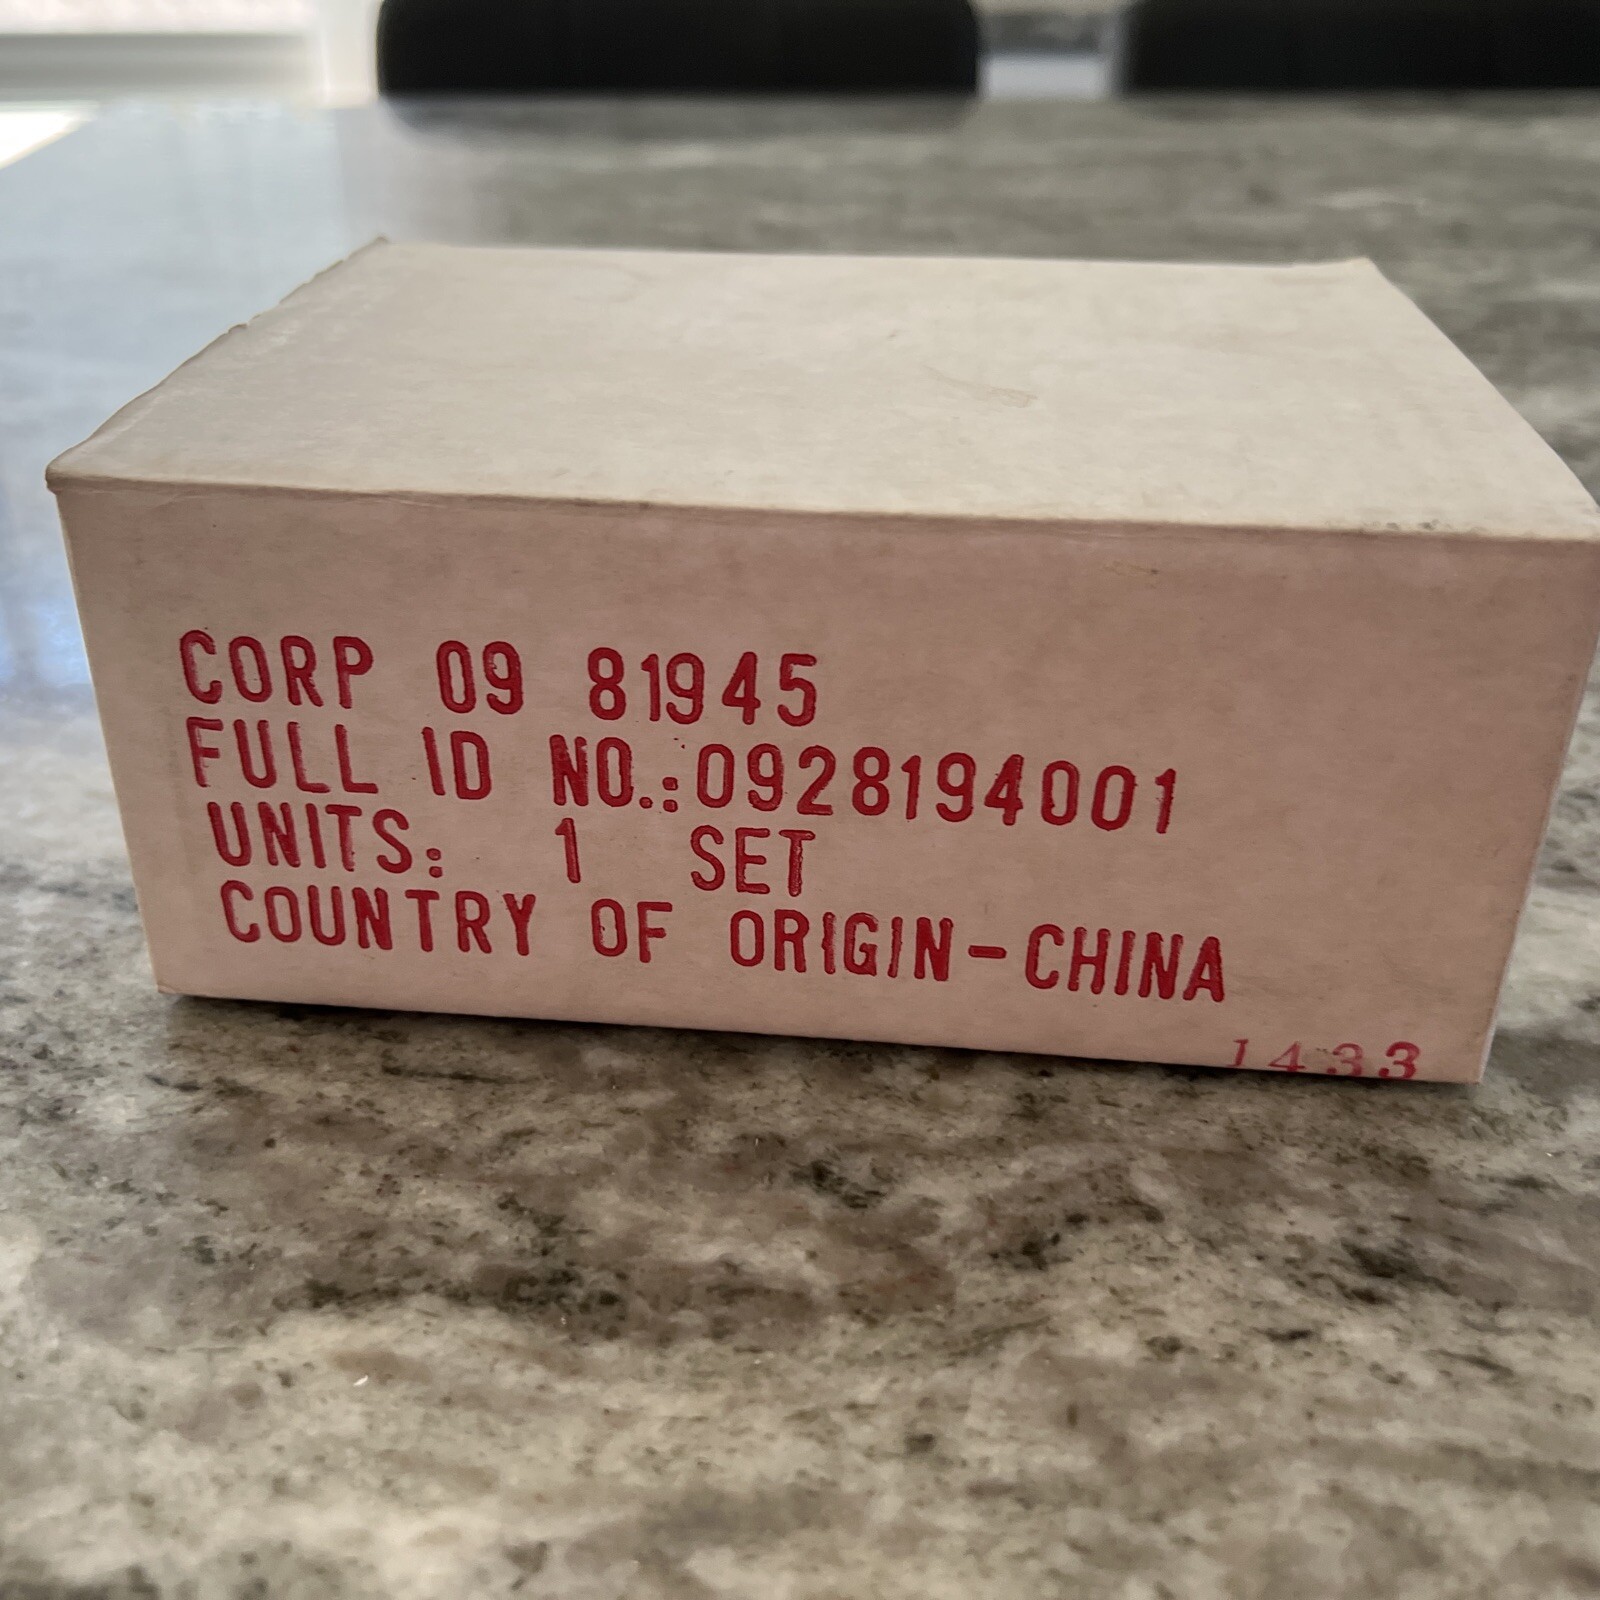 CORP 09 81945
FULL ID NO.:0928194001
UNITS: 1 SET
COUNTRY OF ORIGIN-CHINA
1433